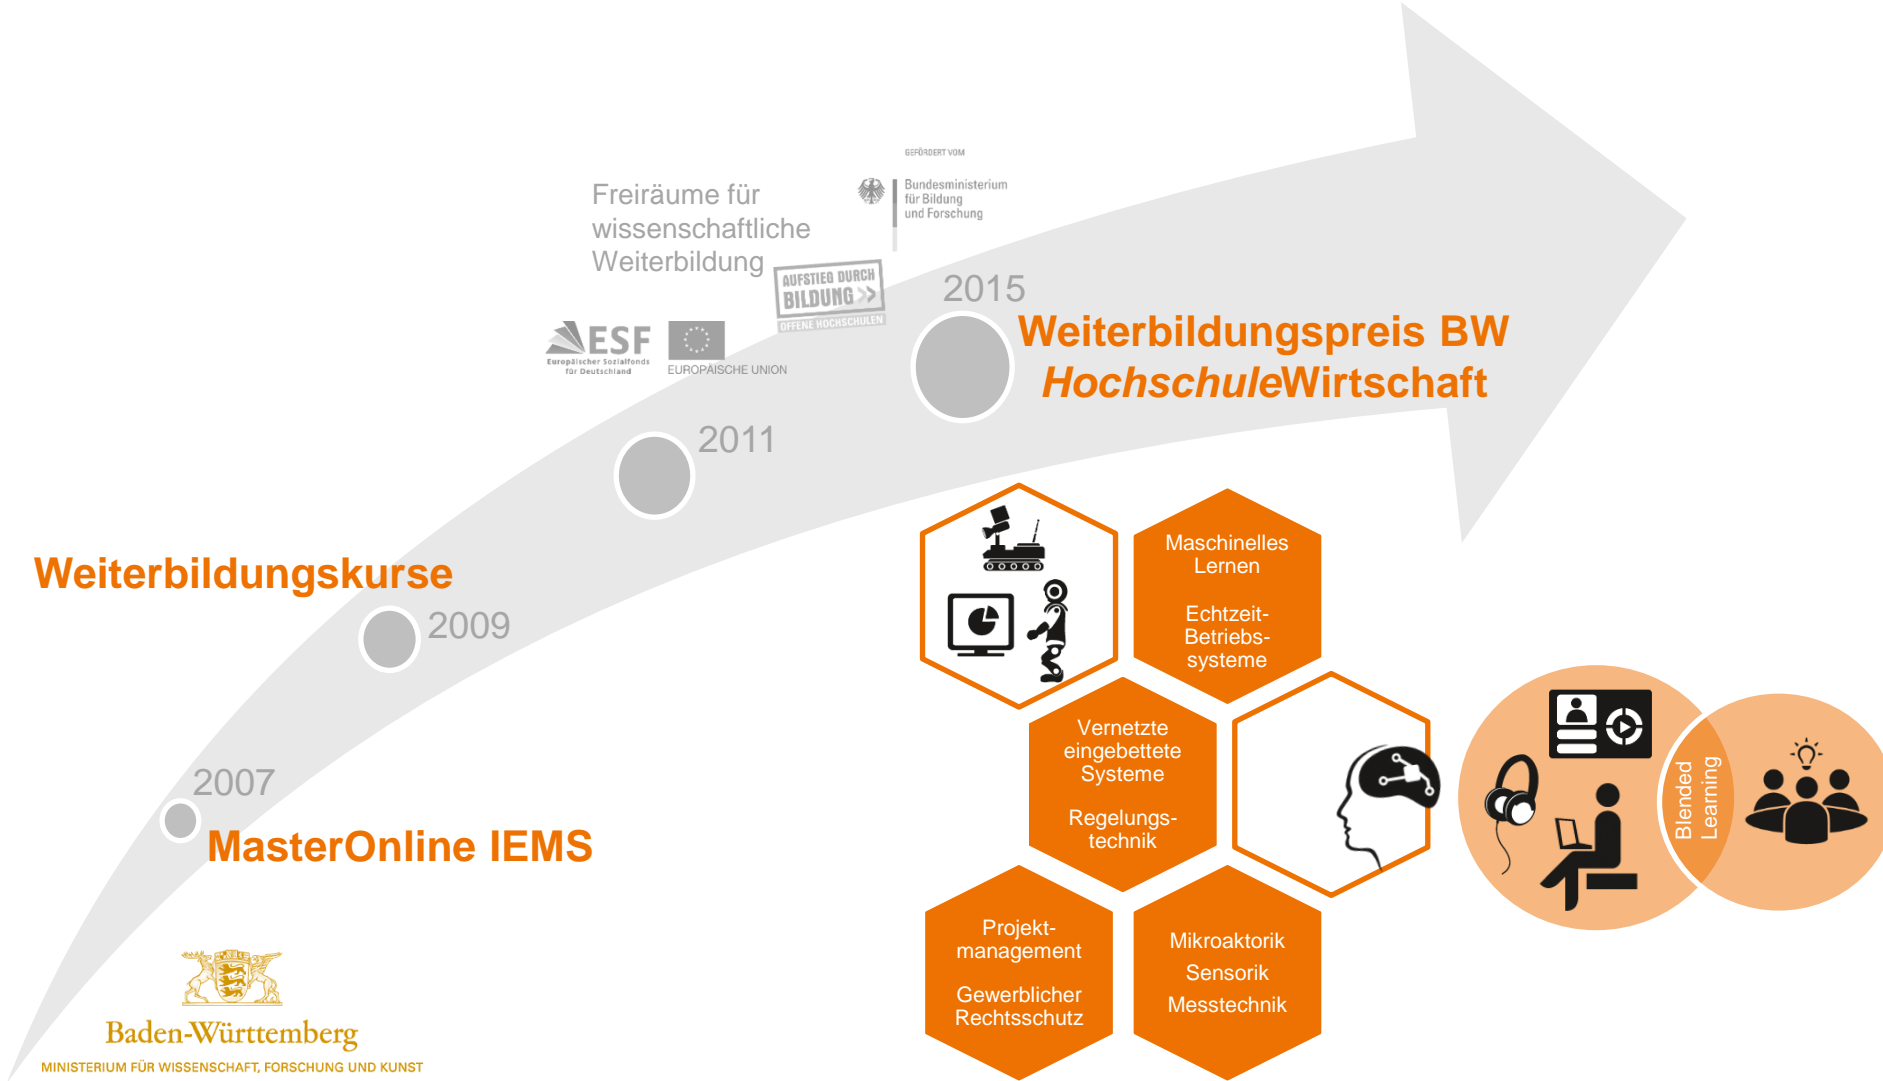 GEFÖRDERT VOM
Bundesministerium
für Bildung
und Forschung
Freiräume für
wissenschaftliche
Weiterbildung
AUFSTIEG DURCH
BILDUNG >>
OFFENE HOCHSCHULEN
ESF
Europäischer Sozialfonds
für Deutschland
EUROPÄISCHE UNION
2015
Weiterbildungspreis BW
HochschuleWirtschaft
2011
Weiterbildungskurse
2009
2007
MasterOnline IEMS
Maschinelles
Lernen
Echtzeit-
Betriebs-
systeme
Vernetzte
eingebettete
Systeme
Regelungs-
technik
Blended
Learning
Projekt-
management
Gewerblicher
Rechtsschutz
Mikroaktorik
Sensorik
Messtechnik
Baden-Württemberg
MINISTERIUM FÜR WISSENSCHAFT, FORSCHUNG UND KUNST